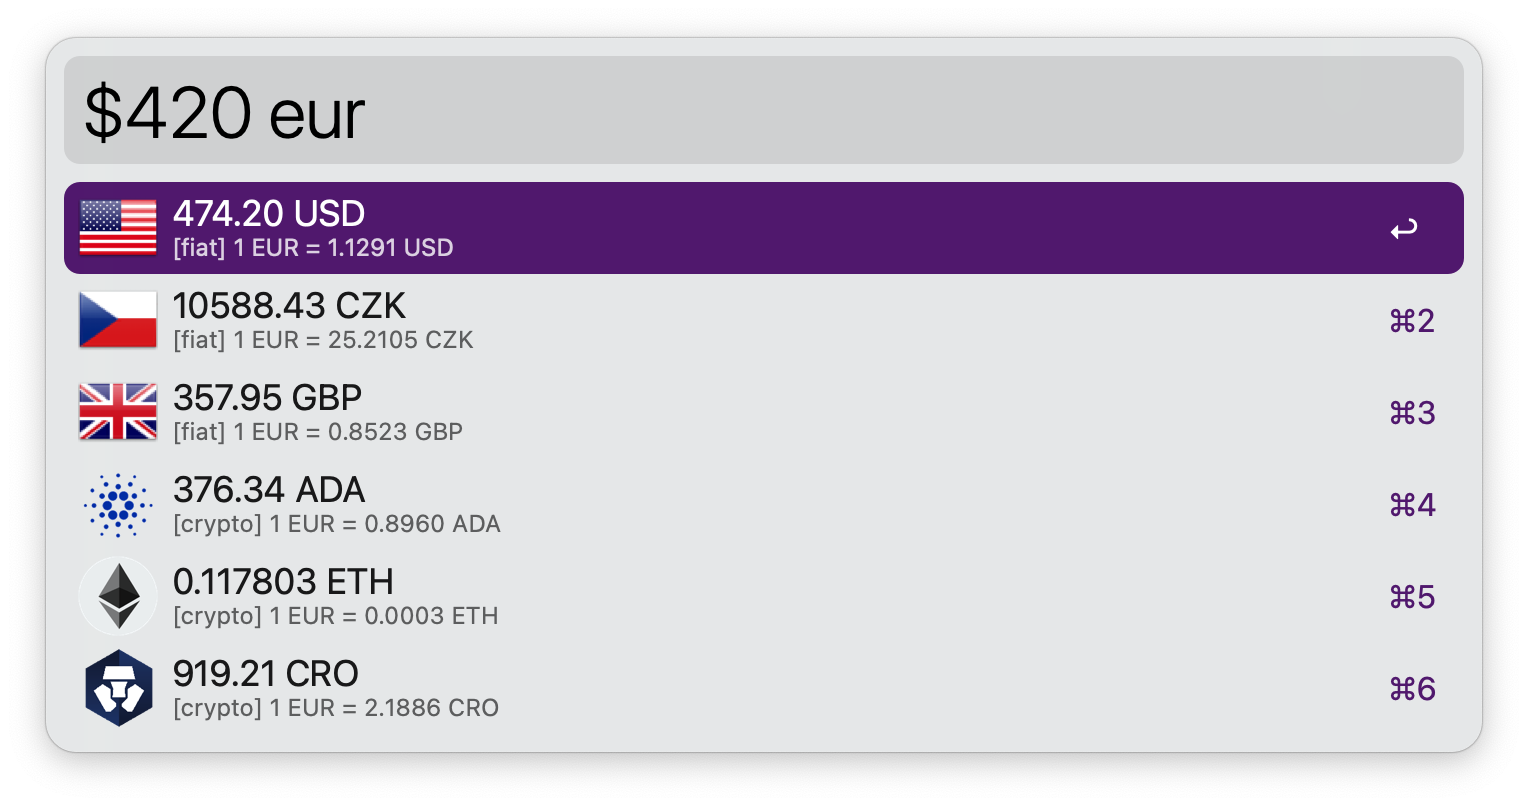 $420 eur
474.20 USD
[fiat] 1 EUR = 1.1291 USD
10588.43 CZK
[fiat] 1 EUR = 25.2105 CZK
⌘2
357.95 GBP
[fiat] 1 EUR = 0.8523 GBP
⌘3
376.34 ADA
[crypto] 1 EUR = 0.8960 ADA
⌘4
0.117803 ETH
[crypto] 1 EUR = 0.0003 ETH
⌘5
919.21 CRO
[crypto] 1 EUR = 2.1886 CRO
⌘6